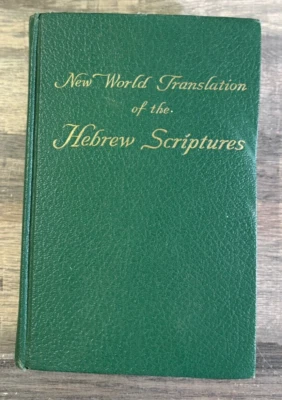 New World Translation
of the
Hebrew Scriptures